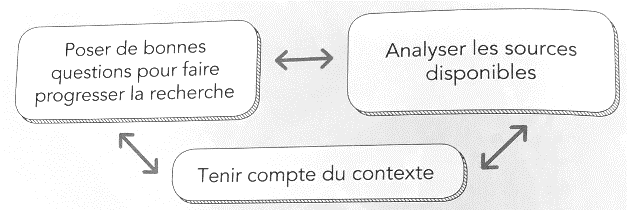 Poser de bonnes
questions pour faire
progresser la recherche
Analyser les sources
disponibles
Tenir compte du contexte